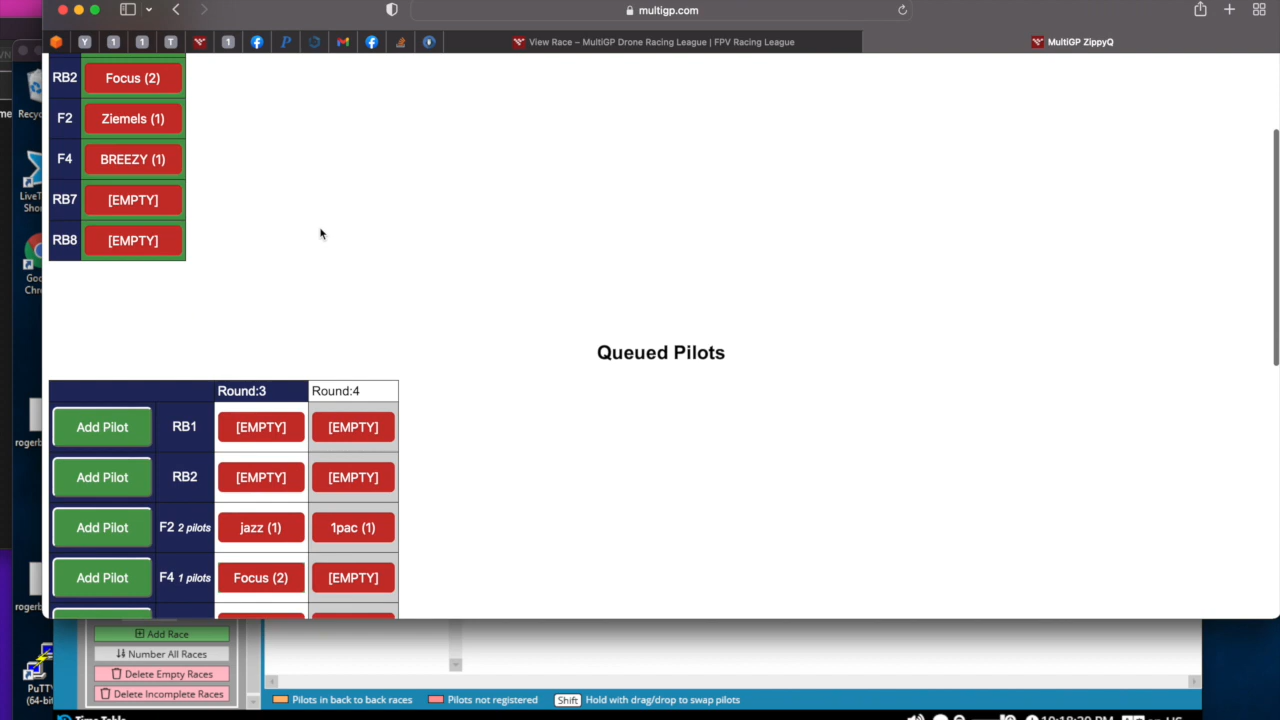 multigp.com
View Race – MultiGP Drone Racing League | FPV Racing League
MultiGP ZippyQ
RB2 Focus (2)
F2 Ziemels (1)
F4 BREEZY (1)
RB7 [EMPTY]
RB8 [EMPTY]
Queued Pilots
Round:3 Round:4
Add Pilot RB1 [EMPTY] [EMPTY]
Add Pilot RB2 [EMPTY] [EMPTY]
Add Pilot F2 2 pilots jazz (1) 1pac (1)
Add Pilot F4 1 pilots Focus (2) [EMPTY]
Add Race
Number All Races
Delete Empty Races
Delete Incomplete Races
Pilots in back to back races Pilots not registered Shift Hold with drag/drop to swap pilots
PuTTY
(64-bit